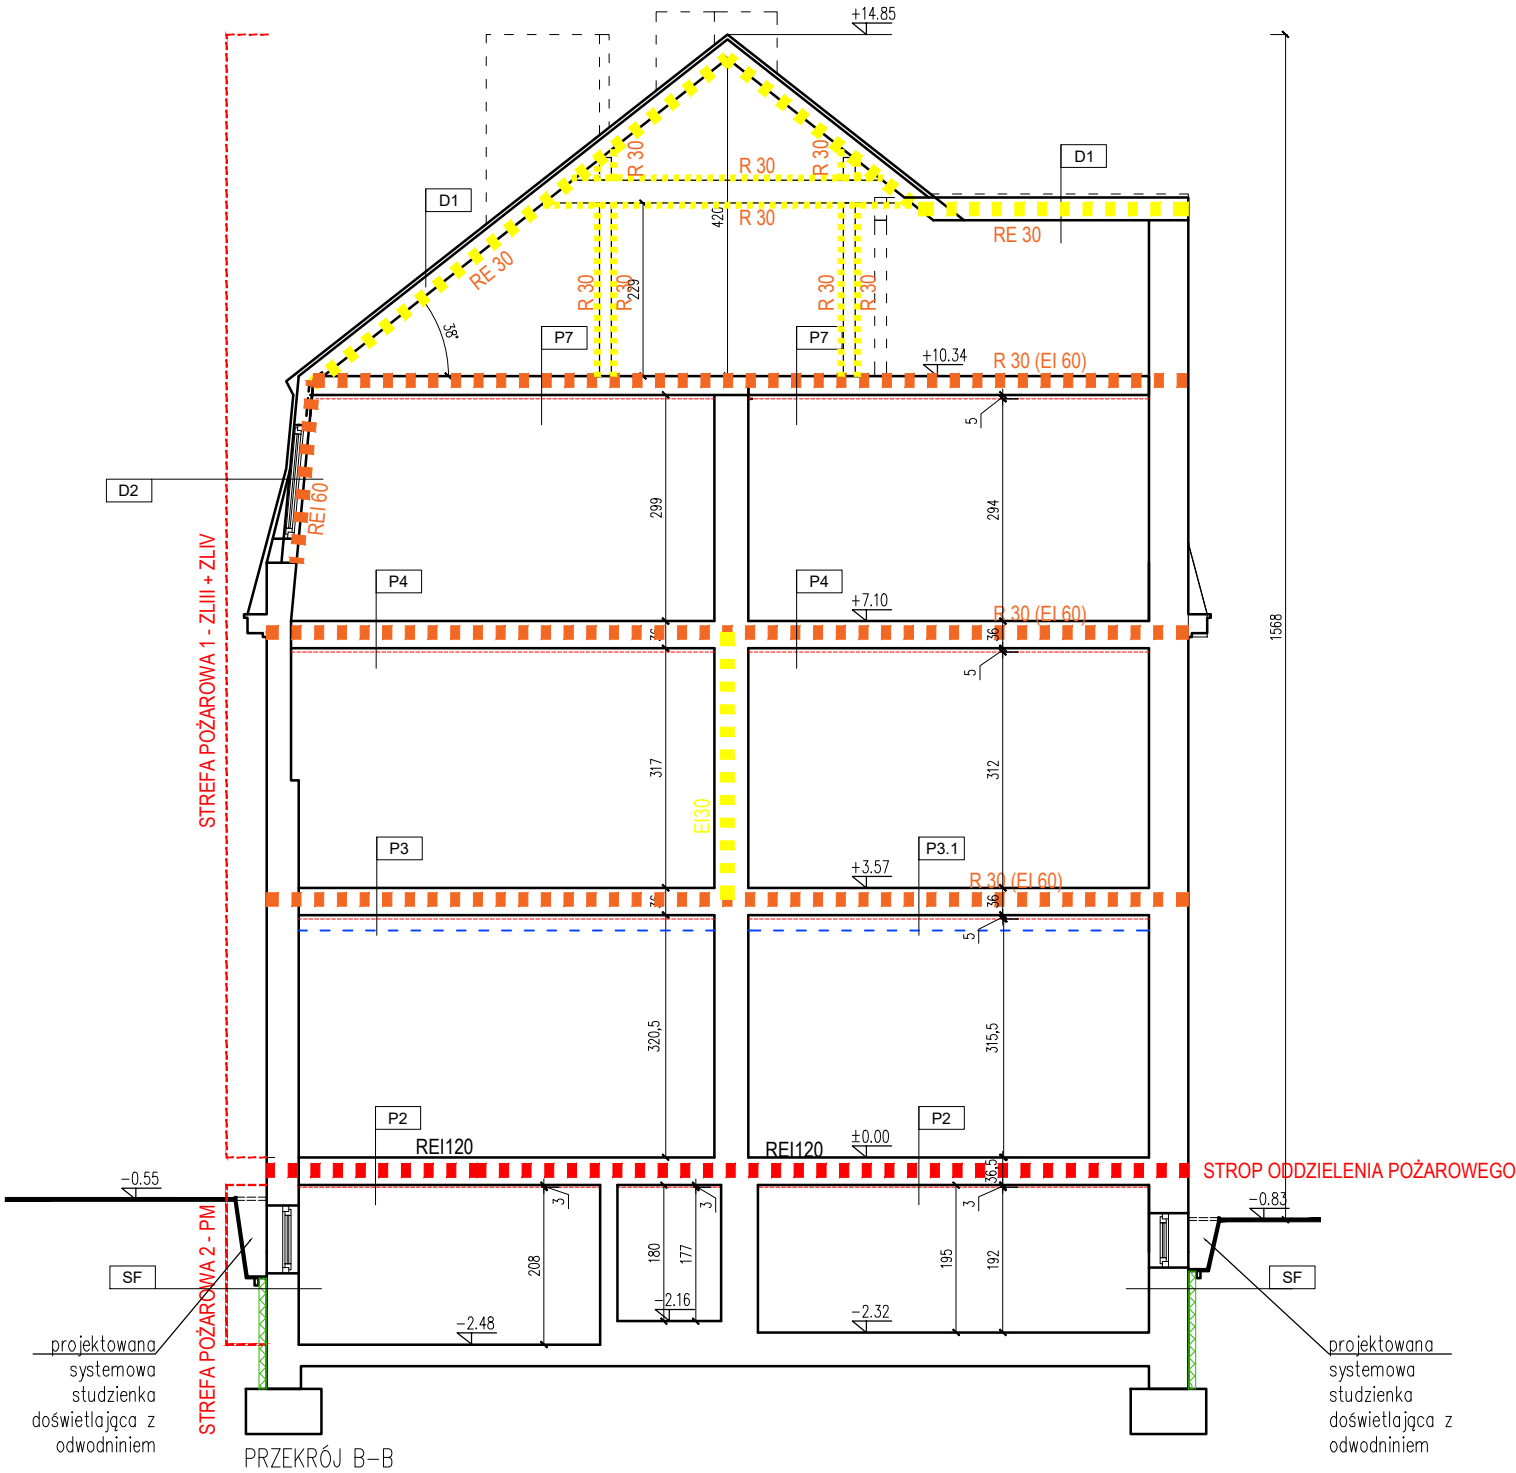 +14.85
D1
R 30
R 30
R 30
D1
R 30
420
RE 30
RE 30
R 30
R 30
229
R 30
R 30
38°
P7
P7
+10.34
R 30 (EI 60)
5
D2
REI 60
299
294
STREFA POŻAROWA 1 - ZLIII + ZLIV
P4
P4
+7.10
R 30 (EI 60)
36
5
1568
317
312
EI30
P3
P3.1
+3.57
R 30 (EI 60)
36
5
320,5
315,5
P2
P2
REI120
REI120
±0.00
36,5
STROP ODDZIELENIA POŻAROWEGO
-0.55
-0.83
3
3
3
STREFA POŻAROWA 2 - PM
208
180
177
195
192
SF
SF
-2.16
-2.32
-2.48
projektowana
systemowa
studzienka
doświetlająca z
odwodniniem
projektowana
systemowa
studzienka
doświetlająca z
odwodniniem
PRZEKRÓJ B-B